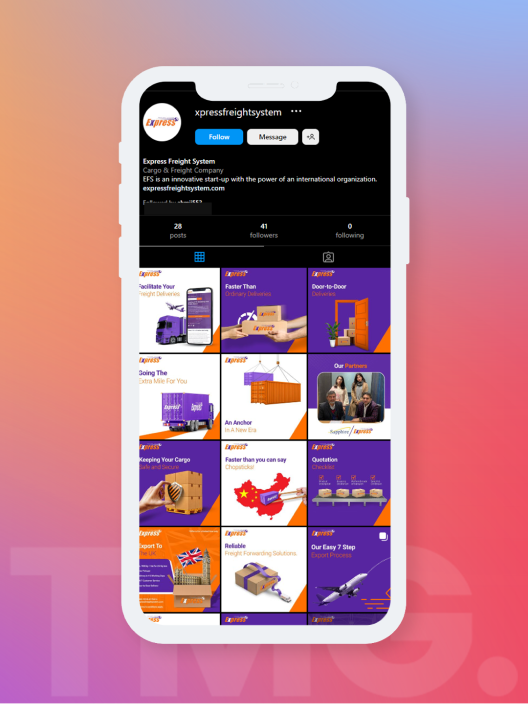 xpressfreightsystem •••
Express
Follow
Message
Express Freight System
Cargo & Freight Company
EFS is an innovative start-up with the power of an international organization.
expressfreightsystem.com
Followed by
28
41
0
posts
followers
following
Express
Facilitate Your
Freight Deliveries
Express
Faster Than
Ordinary Deliveries
Express
Door-to-Door
Deliveries
Express
Going The
Extra Mile For You
Express
An Anchor
In A New Era
Our Partners
Sapphire / Express
Express
Keeping Your Cargo
Safe and Secure
Express
Faster than you can say
Chopsticks!
Express
Quotation
Checklist
Express
Export To
The UK
Express
Reliable
Freight Forwarding Solutions.
Express
Our Easy 7 Step
Export Process
Express
Express
Express
TMG.